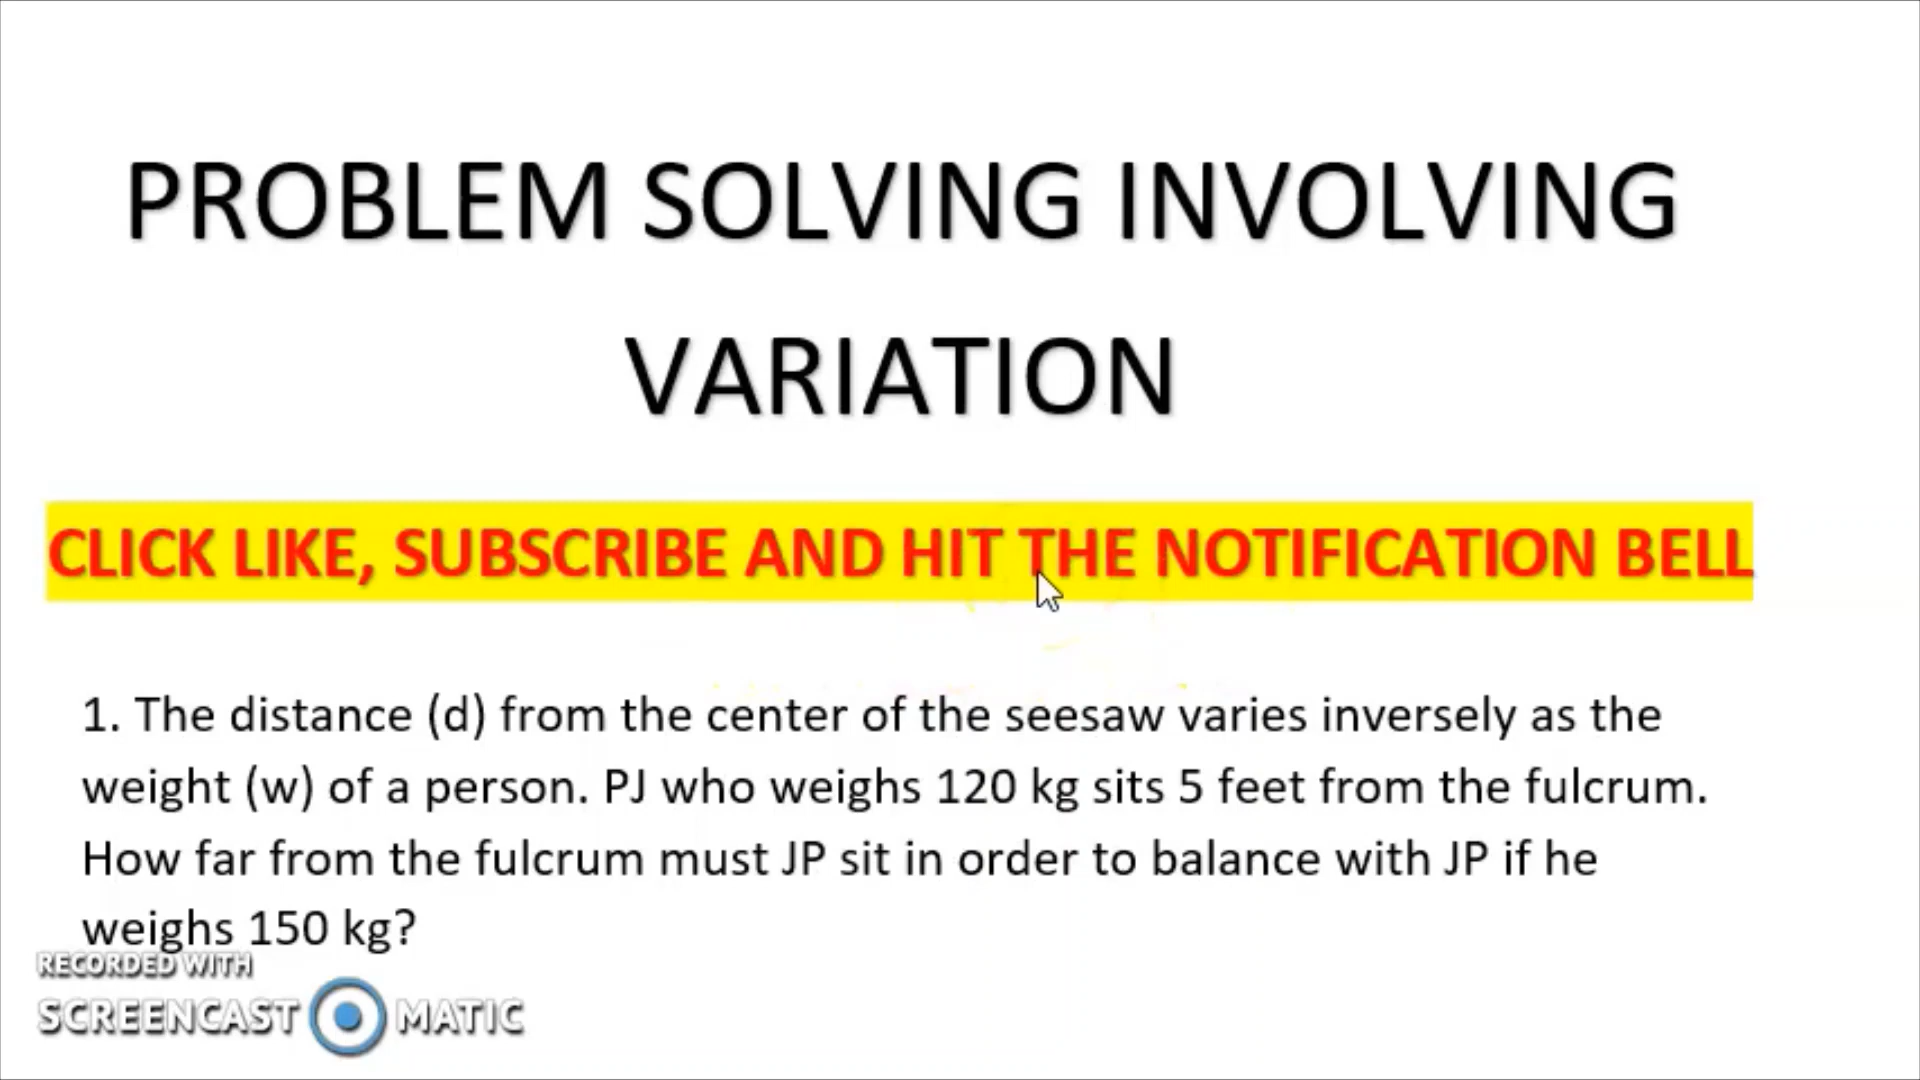 PROBLEM SOLVING INVOLVING
VARIATION
CLICK LIKE, SUBSCRIBE AND HIT THE NOTIFICATION BELL
1. The distance (d) from the center of the seesaw varies inversely as the
weight (w) of a person. PJ who weighs 120 kg sits 5 feet from the fulcrum.
How far from the fulcrum must JP sit in order to balance with JP if he
weighs 150 kg?
RECORDED WITH
SCREENCAST MATIC